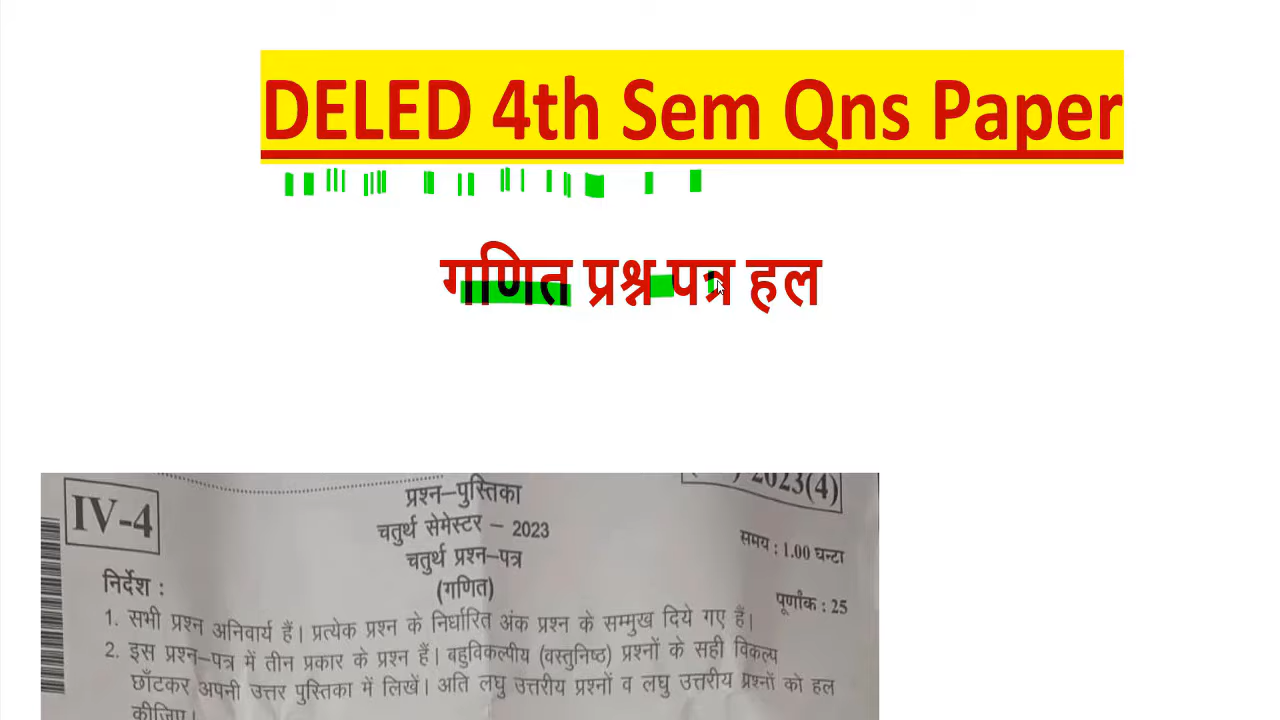 DELED 4th Sem Qns Paper
गणित प्रश्न पत्र हल
IV-4
2023(4)
प्रश्न-पुस्तिका
चतुर्थ सेमेस्टर – 2023
चतुर्थ प्रश्न-पत्र
(गणित)
समय : 1.00 घन्टा
पूर्णांक : 25
निर्देश :
1. सभी प्रश्न अनिवार्य हैं। प्रत्येक प्रश्न के निर्धारित अंक प्रश्न के सम्मुख दिये गए हैं।
2. इस प्रश्न-पत्र में तीन प्रकार के प्रश्न हैं। बहुविकल्पीय (वस्तुनिष्ठ) प्रश्नों के सही विकल्प
छाँटकर अपनी उत्तर पुस्तिका में लिखें। अति लघु उत्तरीय प्रश्नों व लघु उत्तरीय प्रश्नों को हल
कीजिए।